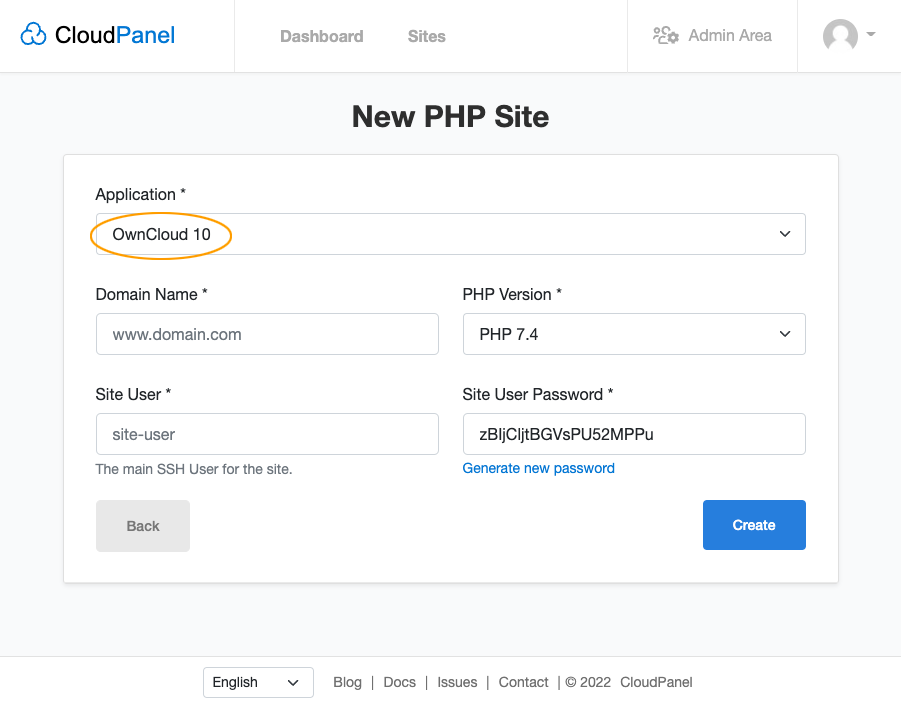 CloudPanel
Dashboard Sites Admin Area
New PHP Site
Application *
OwnCloud 10
Domain Name * PHP Version *
www.domain.com PHP 7.4
Site User * Site User Password *
site-user zBIjCljtBGVsPU52MPPu
The main SSH User for the site. Generate new password
Back Create
English Blog | Docs | Issues | Contact | © 2022 CloudPanel